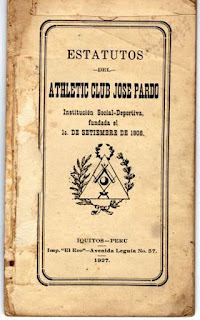 ESTATUTOS
—DEL—
ATHLETIC CLUB JOSE PARDO
Institución Social-Deportiva,
fundada el
1o. DE SETIEMBRE DE 1908.
IQUITOS—PERU
Imp. "El Eco"—Avenida Leguía No. 57.
1927.